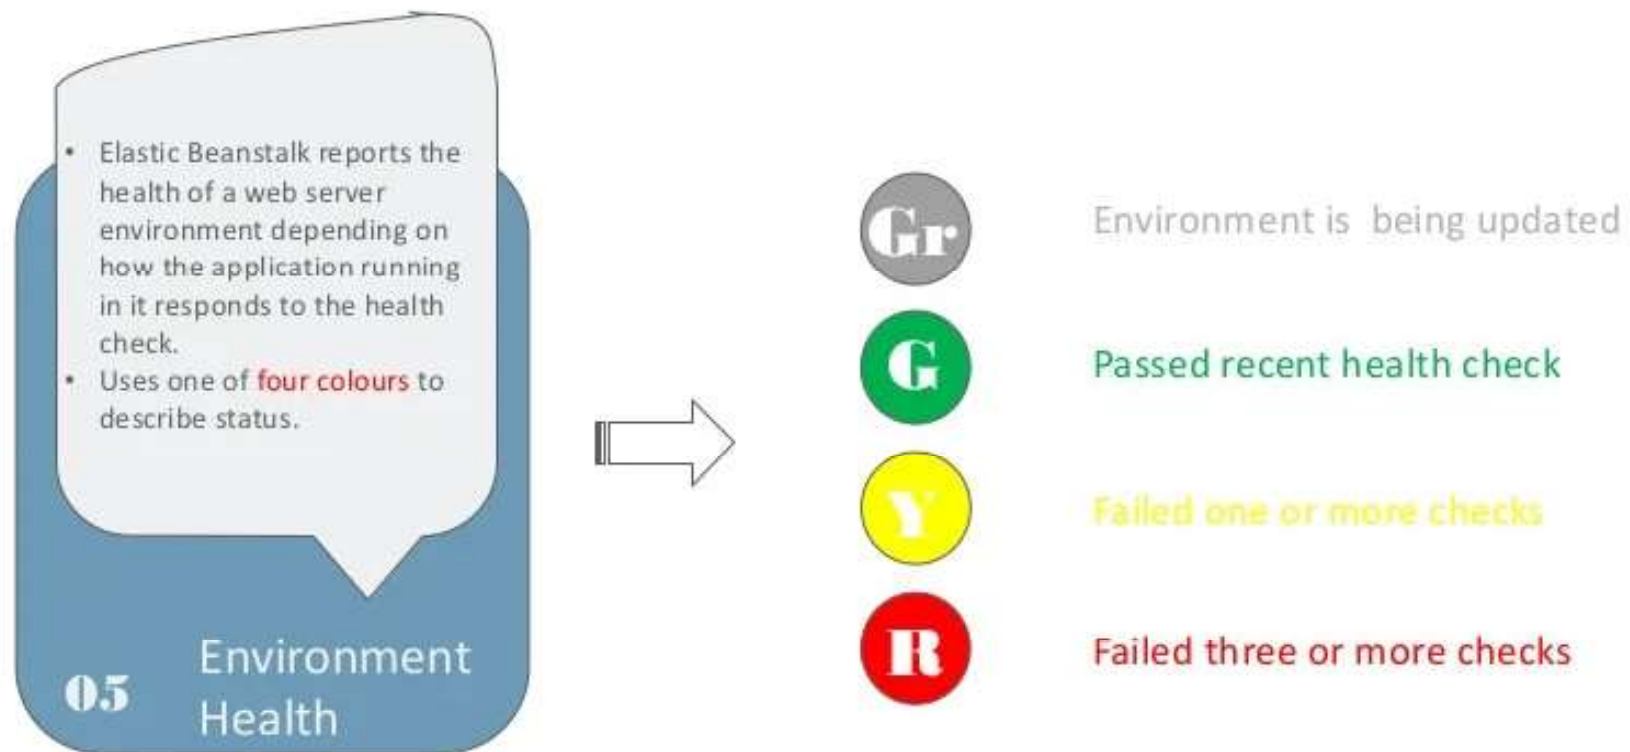 • Elastic Beanstalk reports the
health of a web server
environment depending on
how the application running
in it responds to the health
check.
• Uses one of four colours to
describe status.
05
Environment
Health
Gr
Environment is being updated
G
Passed recent health check
Y
Failed one or more checks
R
Failed three or more checks